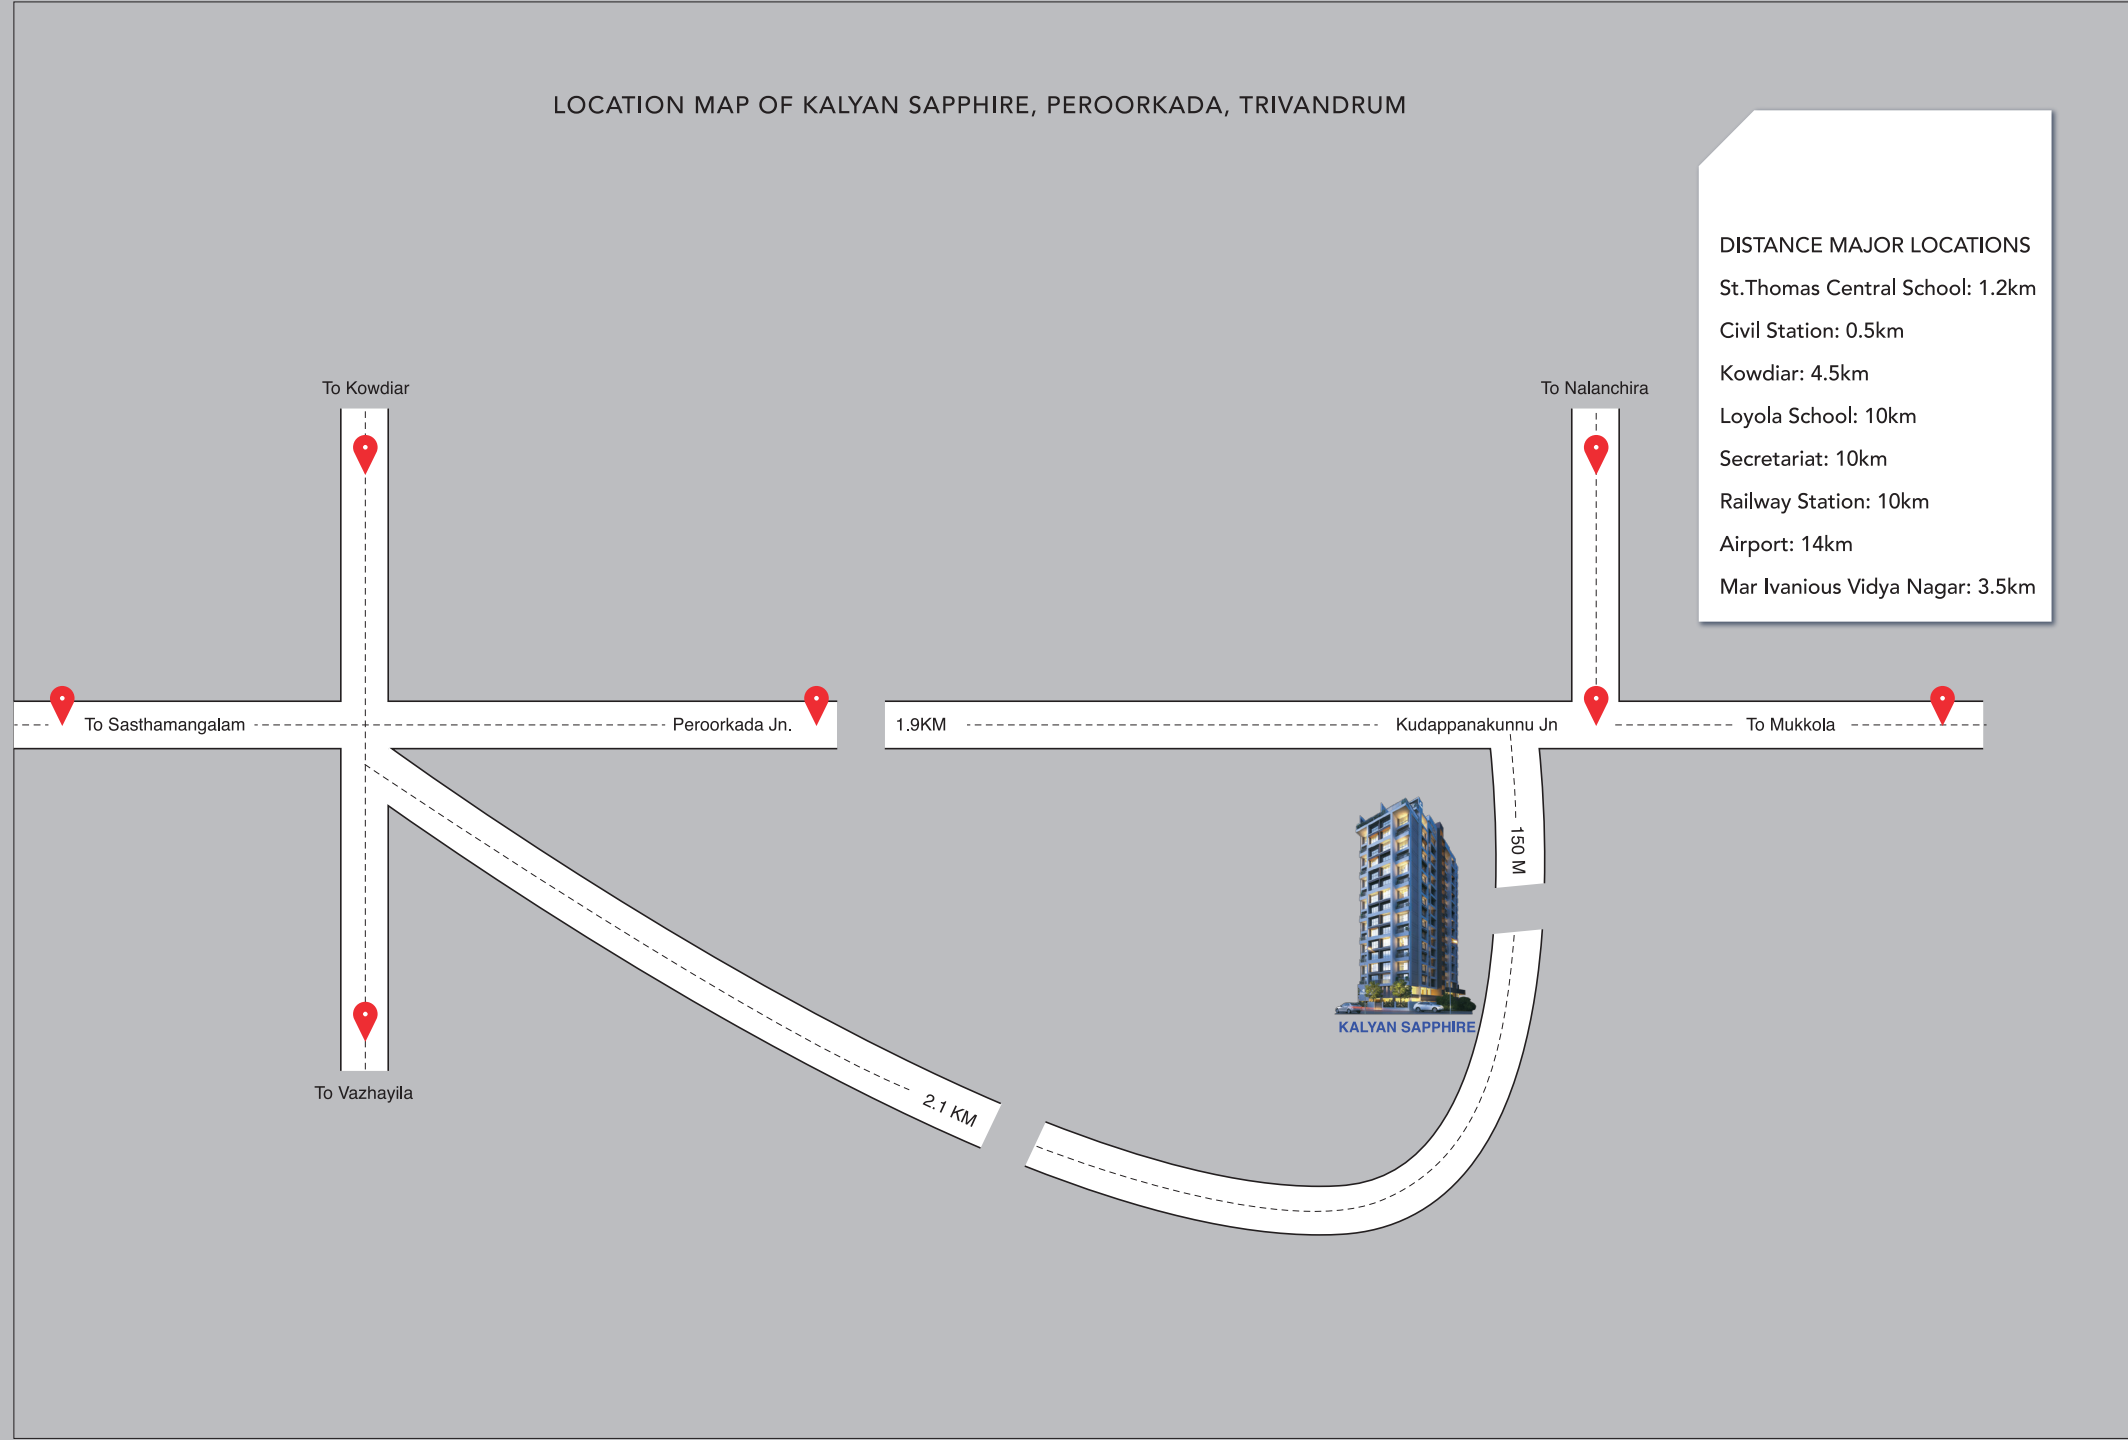 LOCATION MAP OF KALYAN SAPPHIRE, PEROORKADA, TRIVANDRUM
DISTANCE MAJOR LOCATIONS
St.Thomas Central School: 1.2km
Civil Station: 0.5km
Kowdiar: 4.5km
Loyola School: 10km
Secretariat: 10km
Railway Station: 10km
Airport: 14km
Mar Ivanious Vidya Nagar: 3.5km
To Kowdiar
To Nalanchira
To Sasthamangalam
Peroorkada Jn.
1.9KM
Kudappanakunnu Jn
To Mukkola
150 M
KALYAN SAPPHIRE
To Vazhayila
2.1 KM